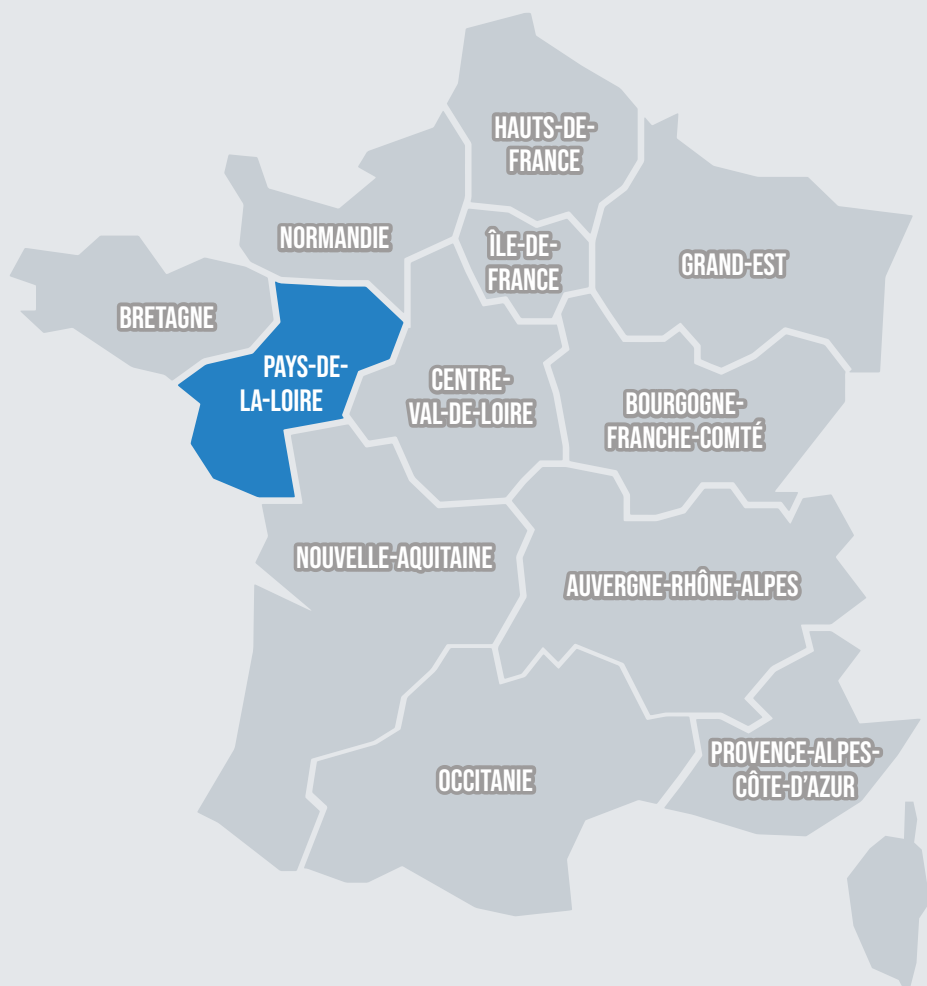 HAUTS-DE-
FRANCE
NORMANDIE
ÎLE-DE-
FRANCE
GRAND-EST
BRETAGNE
PAYS-DE-
LA-LOIRE
CENTRE-
VAL-DE-LOIRE
BOURGOGNE-
FRANCHE-COMTÉ
NOUVELLE-AQUITAINE
AUVERGNE-RHÔNE-ALPES
PROVENCE-ALPES-
CÔTE-D'AZUR
OCCITANIE